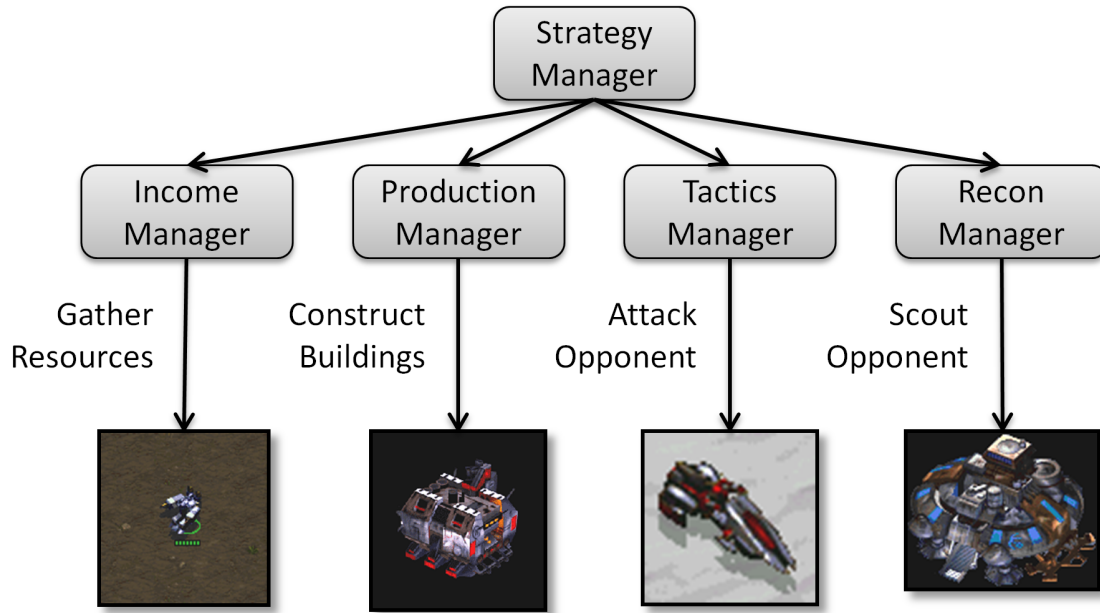 Strategy
Manager
Income
Manager
Production
Manager
Tactics
Manager
Recon
Manager
Gather
Resources
Construct
Buildings
Attack
Opponent
Scout
Opponent